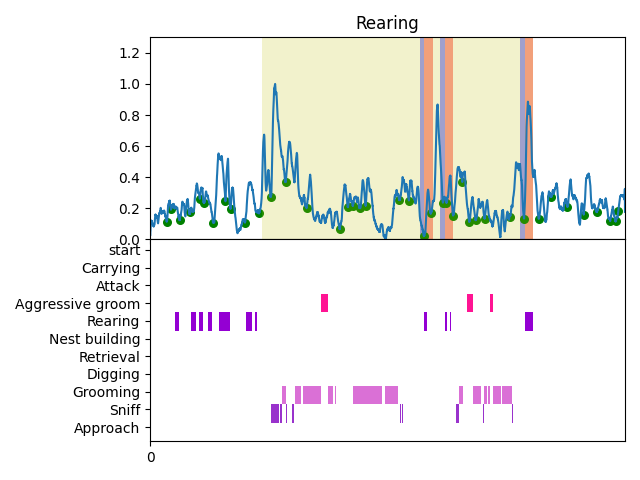 Rearing
1.2
1.0
0.8
0.6
0.4
0.2
0.0
start
Carrying
Attack
Aggressive groom
Rearing
Nest building
Retrieval
Digging
Grooming
Sniff
Approach
0